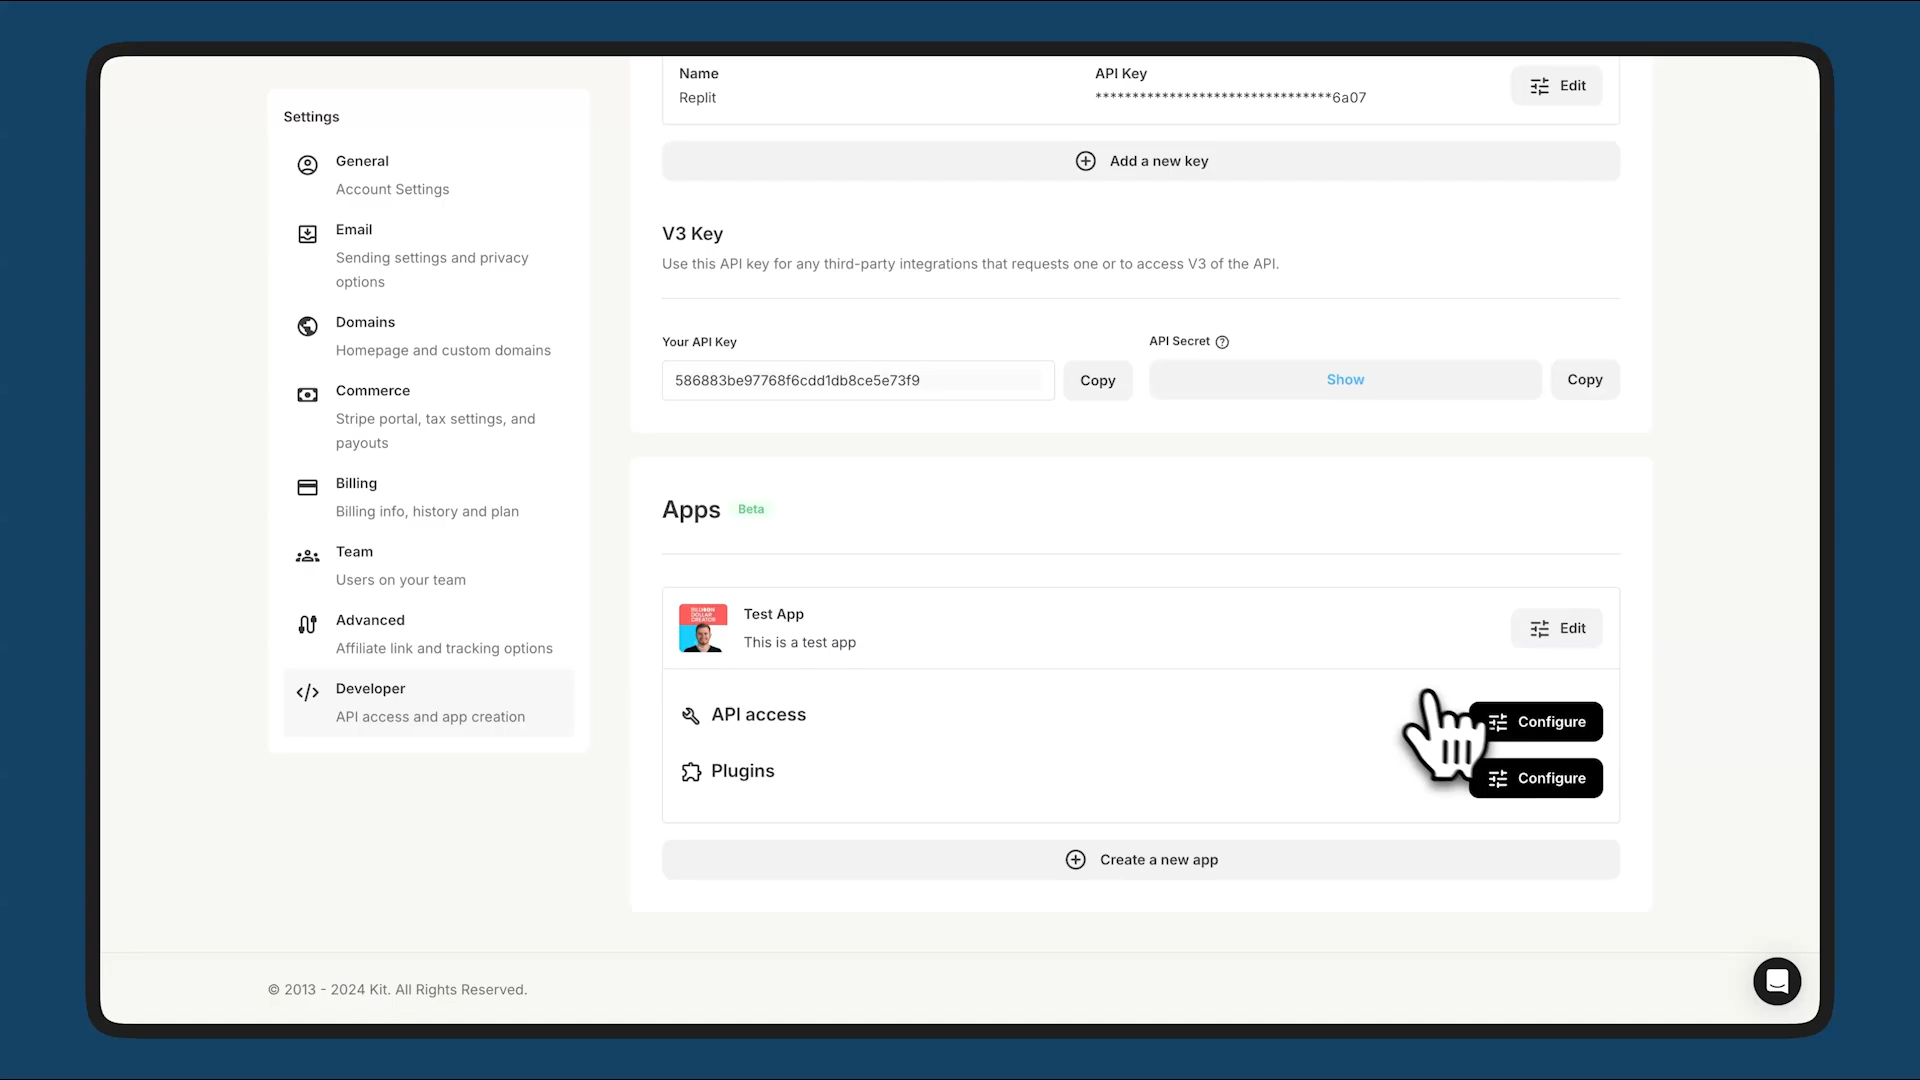 Settings
General
Account Settings
Email
Sending settings and privacy
options
Domains
Homepage and custom domains
Commerce
Stripe portal, tax settings, and
payouts
Billing
Billing info, history and plan
Team
Users on your team
Advanced
Affiliate link and tracking options
Developer
API access and app creation
Name
API Key
Replit
********************************6a07
Edit
Add a new key
V3 Key
Use this API key for any third-party integrations that requests one or to access V3 of the API.
Your API Key
API Secret
586883be97768f6cdd1db8ce5e73f9
Copy
Show
Copy
Apps
Beta
BILLION
DOLLAR
CREATOR
Test App
This is a test app
Edit
API access
Configure
Plugins
Configure
Create a new app
© 2013 - 2024 Kit. All Rights Reserved.